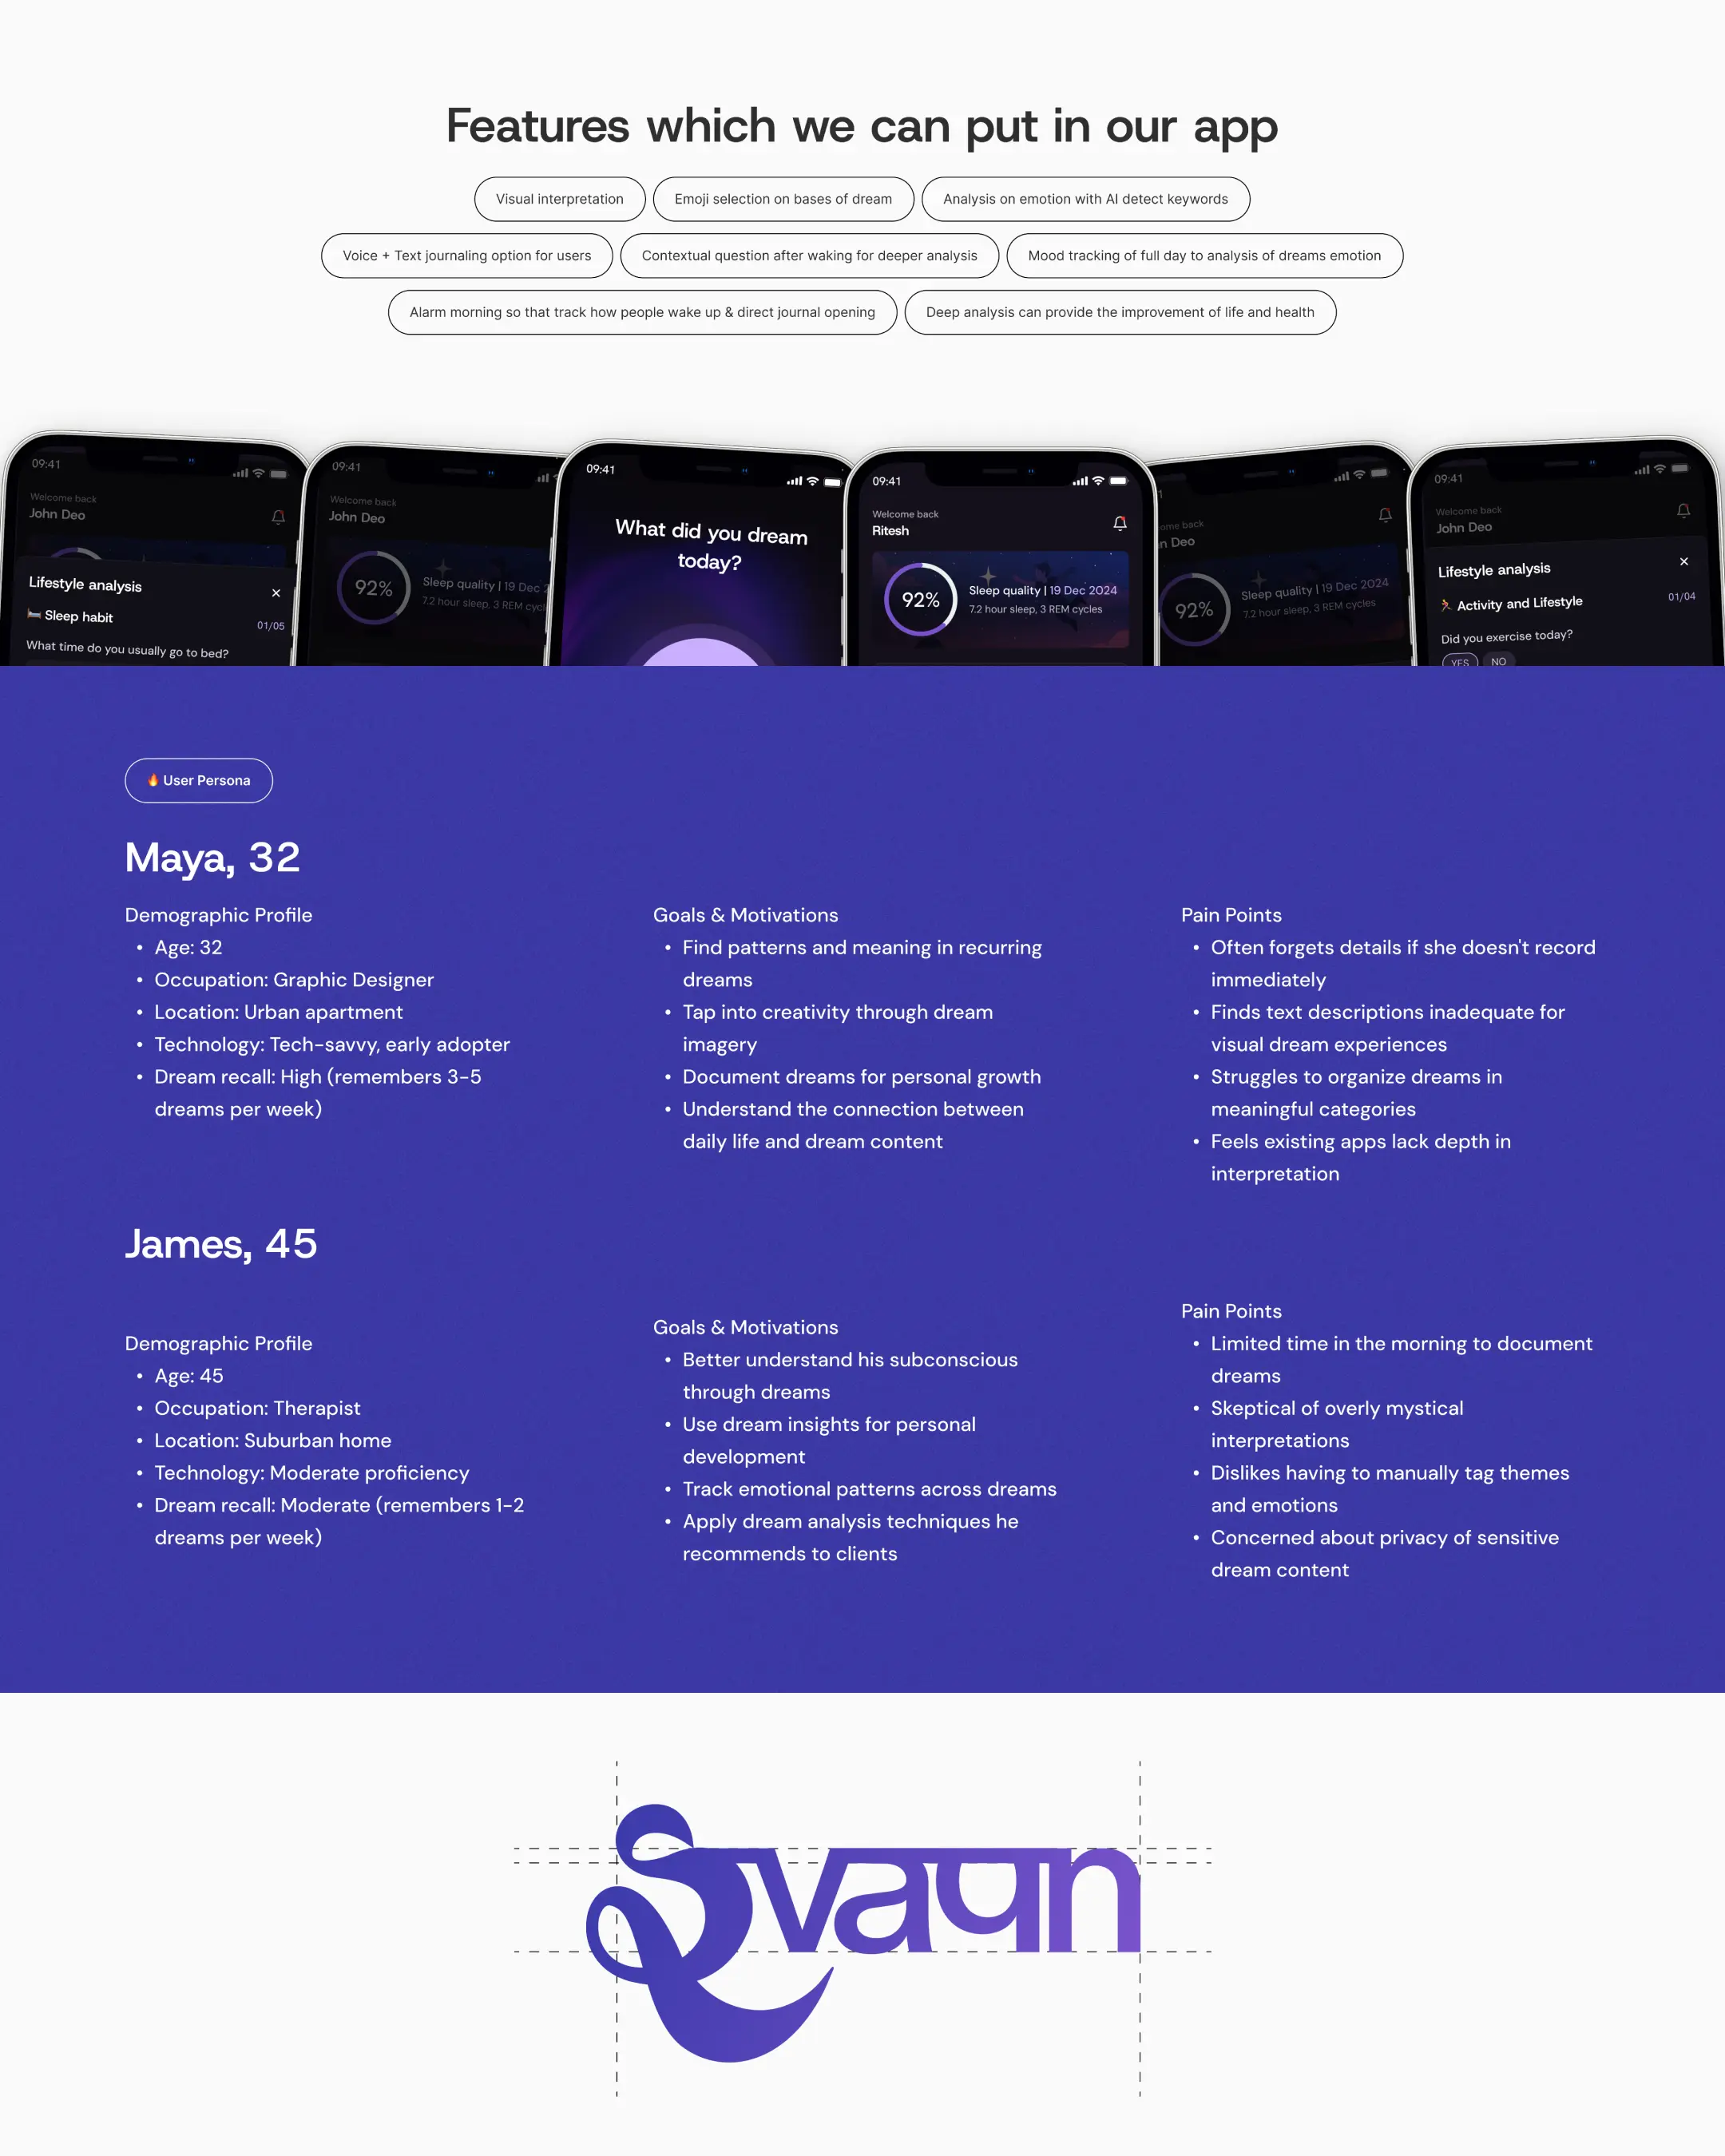 Features which we can put in our app
Visual interpretation
Emoji selection on bases of dream
Analysis on emotion with AI detect keywords
Voice + Text journaling option for users
Contextual question after waking for deeper analysis
Mood tracking of full day to analysis of dreams emotion
Alarm morning so that track how people wake up & direct journal opening
Deep analysis can provide the improvement of life and health
09:41
Welcome back
John Deo
Lifestyle analysis
Sleep habit
01/05
What time do you usually go to bed?
09:41
Welcome back
John Deo
92%
Sleep quality | 19 Dec 2
7.2 hour sleep, 3 REM cycl
09:41
What did you dream
today?
09:41
Welcome back
Ritesh
92%
Sleep quality | 19 Dec 2024
7.2 hour sleep, 3 REM cycles
1
ome back
n Deo
92%
Sleep quality | 19 Dec 2024
7.2 hour sleep, 3 REM cycles
09:41
Welcome back
John Deo
Lifestyle analysis
Activity and Lifestyle
01/04
Did you exercise today?
YES
NO
User Persona
Maya, 32
Demographic Profile
• Age: 32
• Occupation: Graphic Designer
• Location: Urban apartment
• Technology: Tech-savvy, early adopter
• Dream recall: High (remembers 3-5
dreams per week)
Goals & Motivations
• Find patterns and meaning in recurring
dreams
• Tap into creativity through dream
imagery
• Document dreams for personal growth
• Understand the connection between
daily life and dream content
Pain Points
• Often forgets details if she doesn't record
immediately
• Finds text descriptions inadequate for
visual dream experiences
• Struggles to organize dreams in
meaningful categories
• Feels existing apps lack depth in
interpretation
James, 45
Demographic Profile
• Age: 45
• Occupation: Therapist
• Location: Suburban home
• Technology: Moderate proficiency
• Dream recall: Moderate (remembers 1-2
dreams per week)
Goals & Motivations
• Better understand his subconscious
through dreams
• Use dream insights for personal
development
• Track emotional patterns across dreams
• Apply dream analysis techniques he
recommends to clients
Pain Points
• Limited time in the morning to document
dreams
• Skeptical of overly mystical
interpretations
• Dislikes having to manually tag themes
and emotions
• Concerned about privacy of sensitive
dream content
Svapn